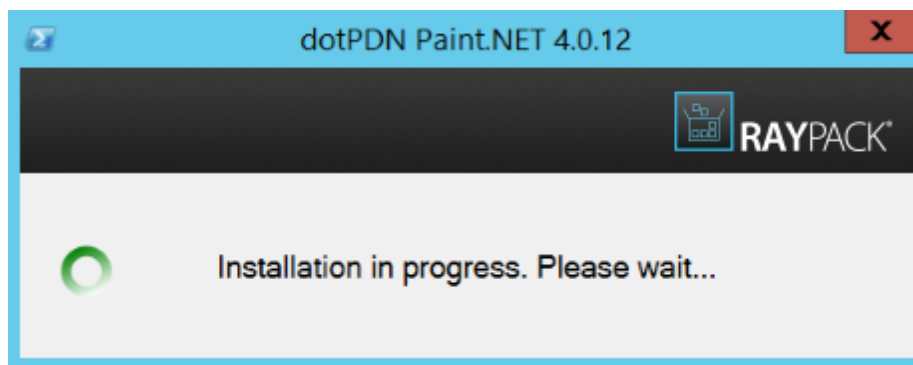 dotPDN Paint.NET 4.0.12
RAYPACK
Installation in progress. Please wait...